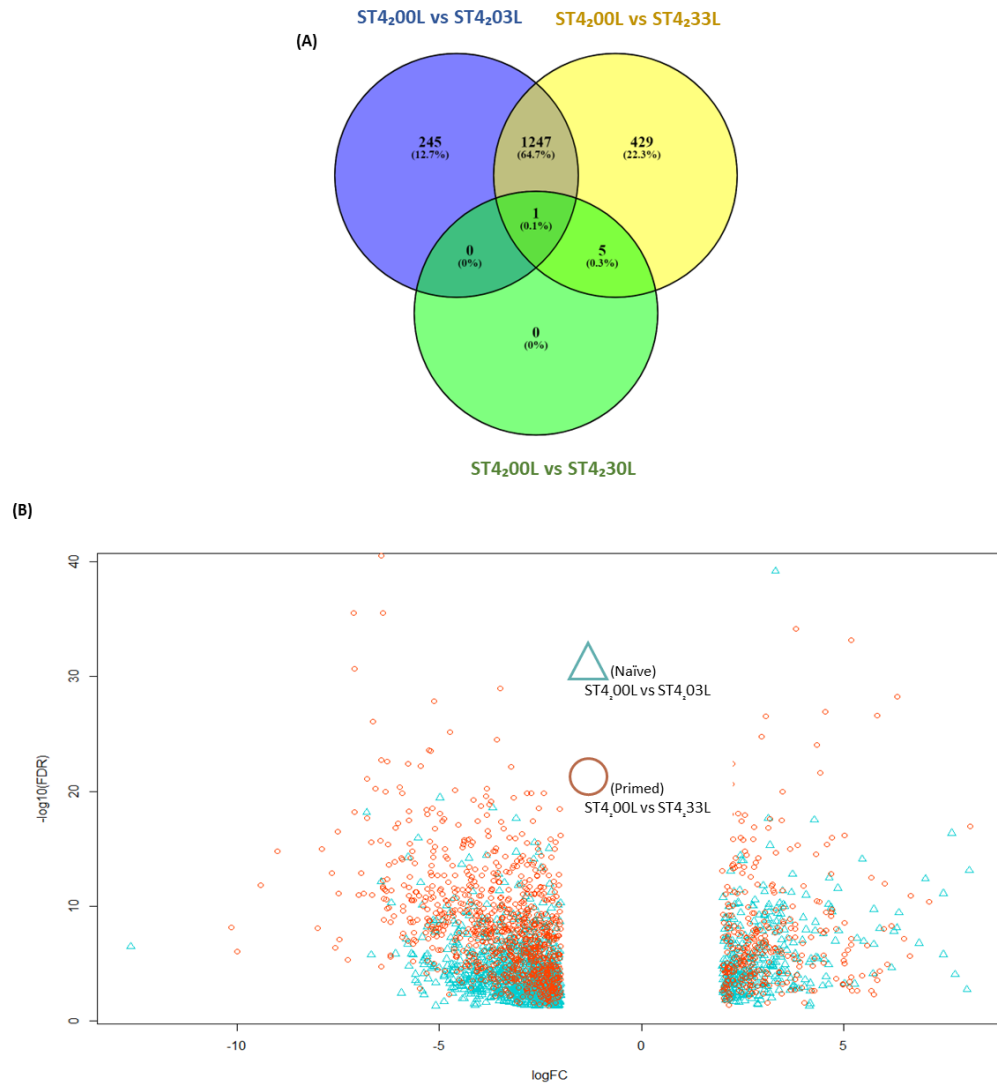 ST4₂00L vs ST4₂03L
ST4₂00L vs ST4₂33L
(A)
245
(12.7%)
1247
(64.7%)
429
(22.3%)
1
(0.1%)
0
(0%)
5
(0.3%)
0
(0%)
ST4₂00L vs ST4₂30L
(B)
40
30
20
10
0
-log10(FDR)
(Naïve)
ST4₂00L vs ST4₂03L
(Primed)
ST4₂00L vs ST4₂33L
-10
-5
0
5
logFC